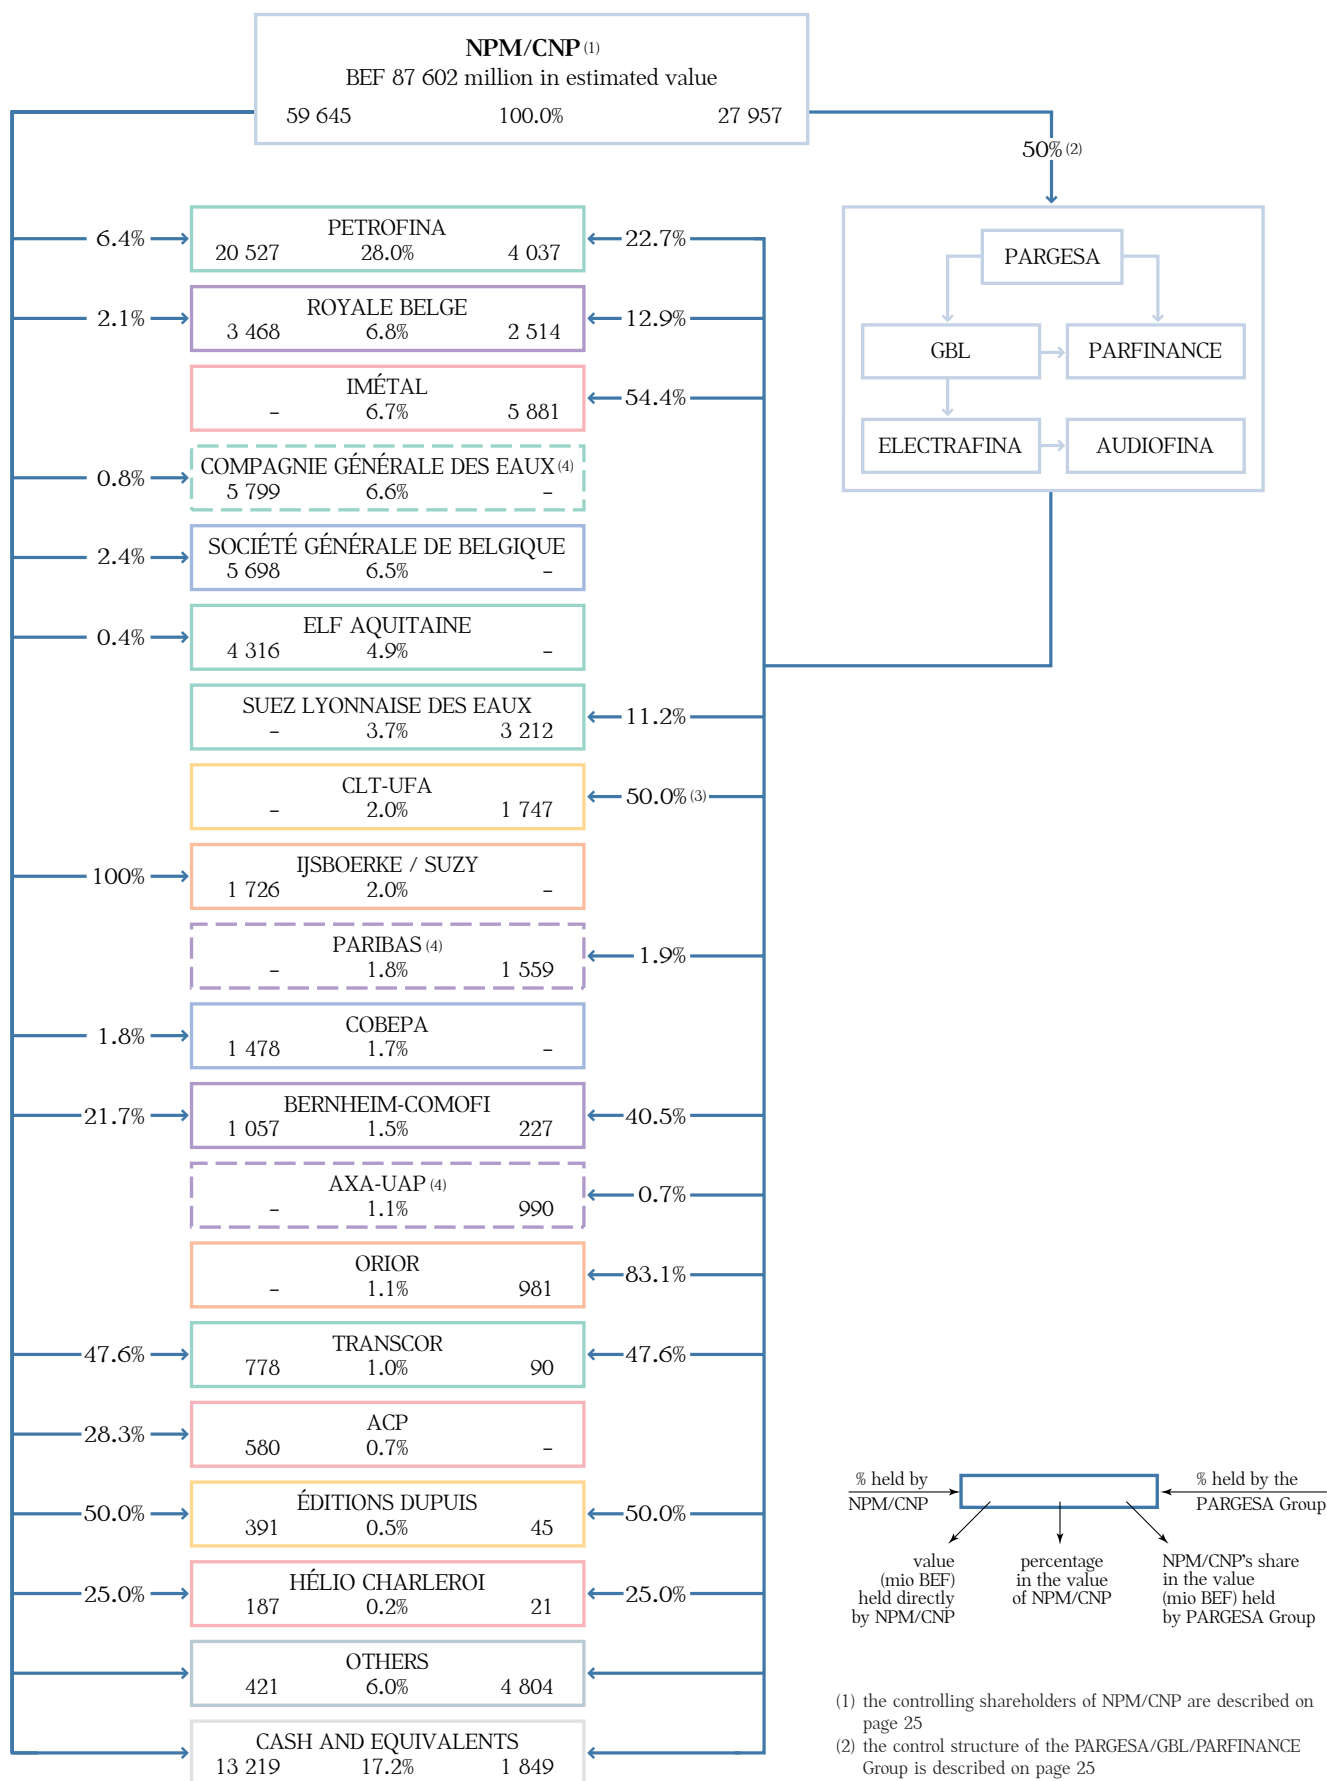 NPM/CNP (1)
BEF 87 602 million in estimated value
59 645 100.0% 27 957
50% (2)
PETROFINA
6.4% 20 527 28.0% 4 037 22.7%
ROYALE BELGE
2.1% 3 468 6.8% 2 514 12.9%
IMÉTAL
– 6.7% 5 881 54.4%
COMPAGNIE GÉNÉRALE DES EAUX (4)
0.8% 5 799 6.6% –
SOCIÉTÉ GÉNÉRALE DE BELGIQUE
2.4% 5 698 6.5% –
ELF AQUITAINE
0.4% 4 316 4.9% –
SUEZ LYONNAISE DES EAUX
– 3.7% 3 212 11.2%
CLT-UFA
– 2.0% 1 747 50.0% (3)
IJSBOERKE / SUZY
100% 1 726 2.0% –
PARIBAS (4)
– 1.8% 1 559 1.9%
COBEPA
1.8% 1 478 1.7% –
BERNHEIM-COMOFI
21.7% 1 057 1.5% 227 40.5%
AXA-UAP (4)
– 1.1% 990 0.7%
ORIOR
– 1.1% 981 83.1%
TRANSCOR
47.6% 778 1.0% 90 47.6%
ACP
28.3% 580 0.7% –
ÉDITIONS DUPUIS
50.0% 391 0.5% 45 50.0%
HÉLIO CHARLEROI
25.0% 187 0.2% 21 25.0%
OTHERS
421 6.0% 4 804
CASH AND EQUIVALENTS
13 219 17.2% 1 849
PARGESA
GBL PARFINANCE
ELECTRAFINA AUDIOFINA
% held by
NPM/CNP
% held by the
PARGESA Group
value
(mio BEF)
held directly
by NPM/CNP
percentage
in the value
of NPM/CNP
NPM/CNP's share
in the value
(mio BEF) held
by PARGESA Group
(1) the controlling shareholders of NPM/CNP are described on
page 25
(2) the control structure of the PARGESA/GBL/PARFINANCE
Group is described on page 25